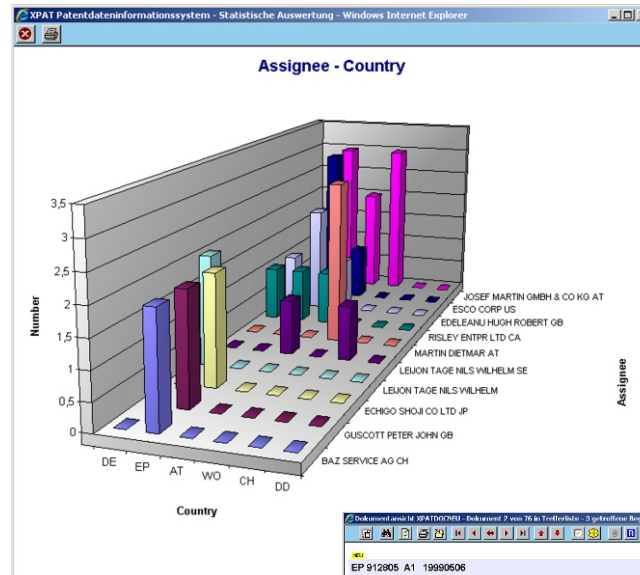 XPAT Patentdateninformationssystem - Statistische Auswertung - Windows Internet Explorer
Assignee - Country
3,5
3
2,5
2
1,5
1
0,5
0
Number
DE
EP
AT
WO
CH
DD
Country
JOSEF MARTIN GMBH & CO KG AT
ESCO CORP US
EDELEANU HUGH ROBERT GB
RISLEY ENTPR LTD CA
MARTIN DIETMAR AT
LEIJON TAGE NILS WILHELM SE
LEIJON TAGE NILS WILHELM
ECHIGO SHOJI CO LTD JP
GUSCOTT PETER JOHN GB
BAZ SERVICE AG CH
Assignee
Dokumentansicht XPATDOCNEU - Dokument 2 von 76 in Trefferliste - 3 getroffene Be
NEU
EP 912805 A1 19990506